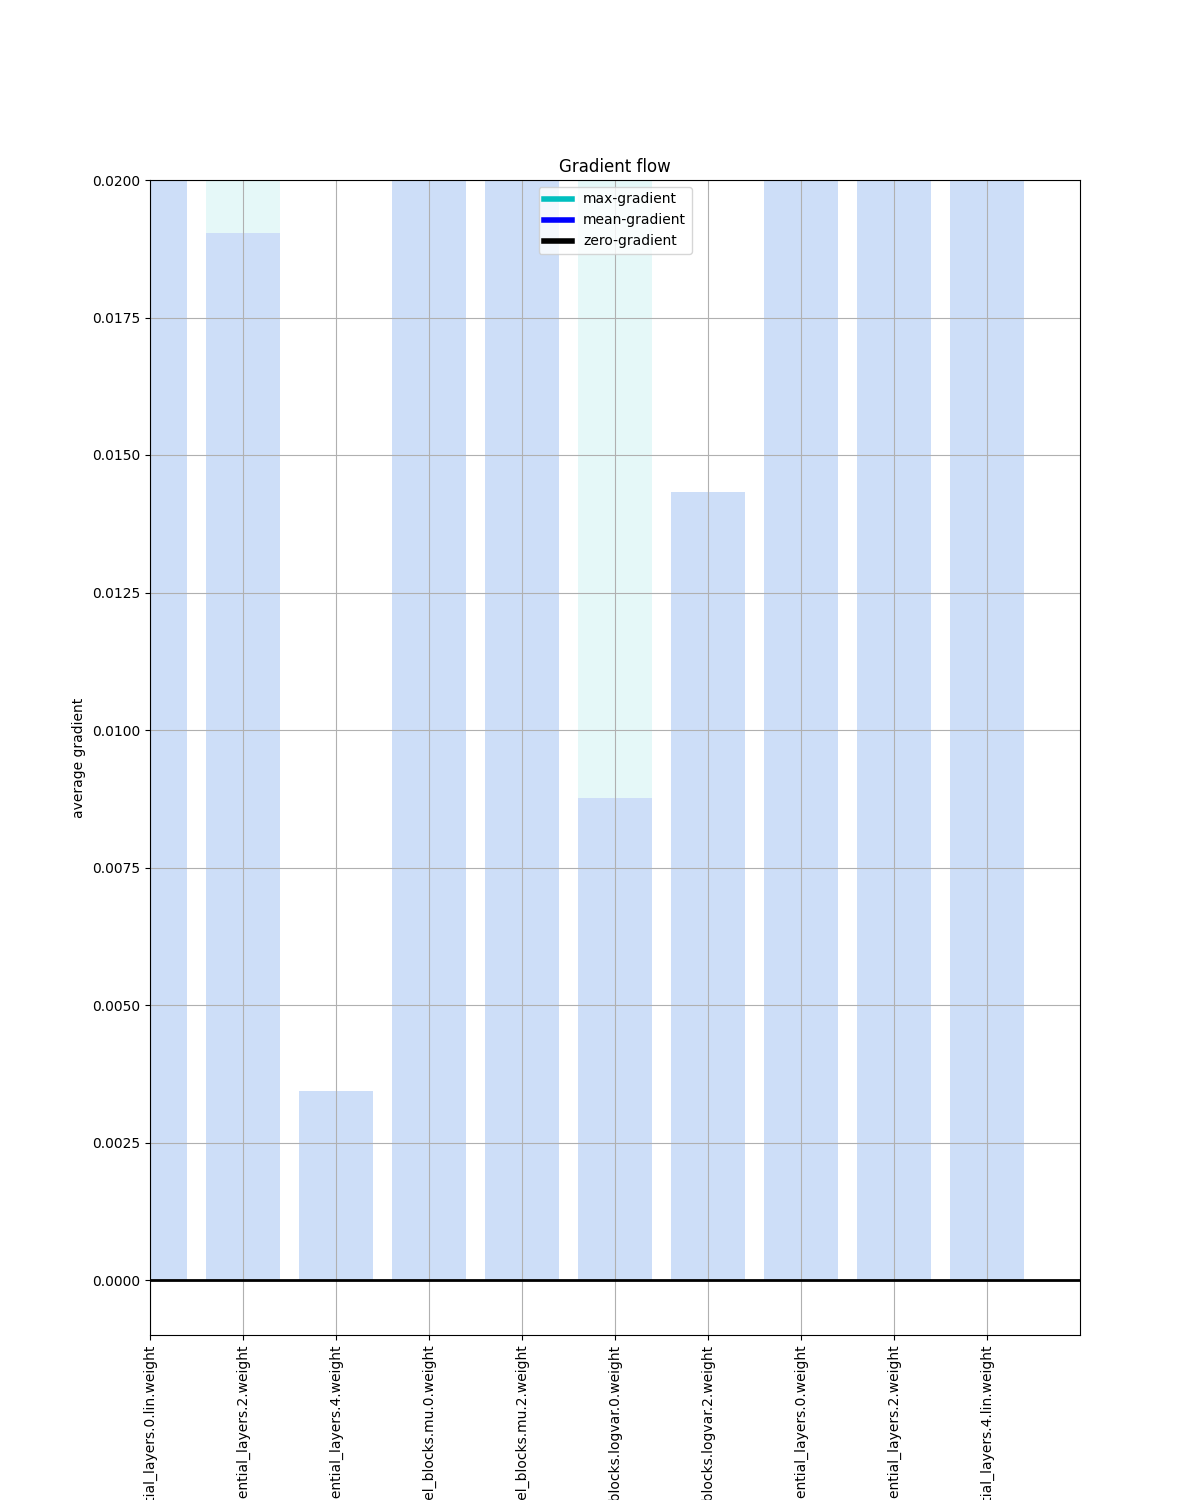 Gradient flow
max-gradient
mean-gradient
zero-gradient
0.0200
0.0175
0.0150
0.0125
0.0100
0.0075
0.0050
0.0025
0.0000
average gradient
tial_layers.0.lin.weight
ential_layers.2.weight
ential_layers.4.weight
el_blocks.mu.0.weight
el_blocks.mu.2.weight
blocks.logvar.0.weight
blocks.logvar.2.weight
ential_layers.0.weight
ential_layers.2.weight
tial_layers.4.lin.weight